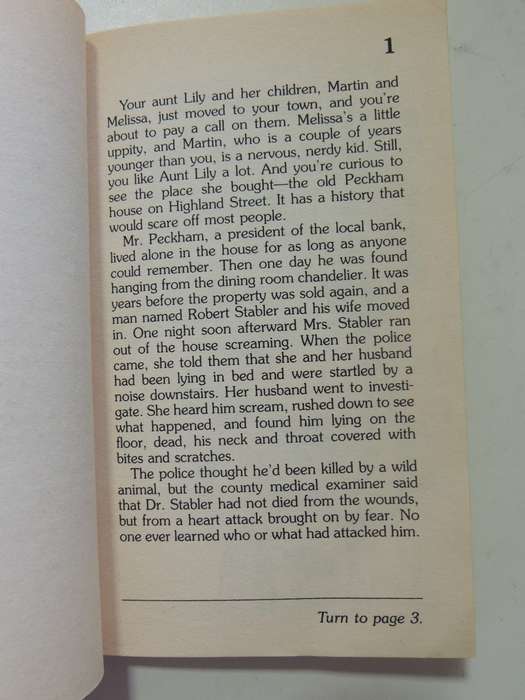 1
Your aunt Lily and her children, Martin and
Melissa, just moved to your town, and you're
about to pay a call on them. Melissa's a little
uppity, and Martin, who is a couple of years
younger than you, is a nervous, nerdy kid. Still,
you like Aunt Lily a lot. And you're curious to
see the place she bought—the old Peckham
house on Highland Street. It has a history that
would scare off most people.
Mr. Peckham, a president of the local bank,
lived alone in the house for as long as anyone
could remember. Then one day he was found
hanging from the dining room chandelier. It was
years before the property was sold again, and a
man named Robert Stabler and his wife moved
in. One night soon afterward Mrs. Stabler ran
out of the house screaming. When the police
came, she told them that she and her husband
had been lying in bed and were startled by a
noise downstairs. Her husband went to investi-
gate. She heard him scream, rushed down to see
what happened, and found him lying on the
floor, dead, his neck and throat covered with
bites and scratches.
The police thought he'd been killed by a wild
animal, but the county medical examiner said
that Dr. Stabler had not died from the wounds,
but from a heart attack brought on by fear. No
one ever learned who or what had attacked him.
Turn to page 3.